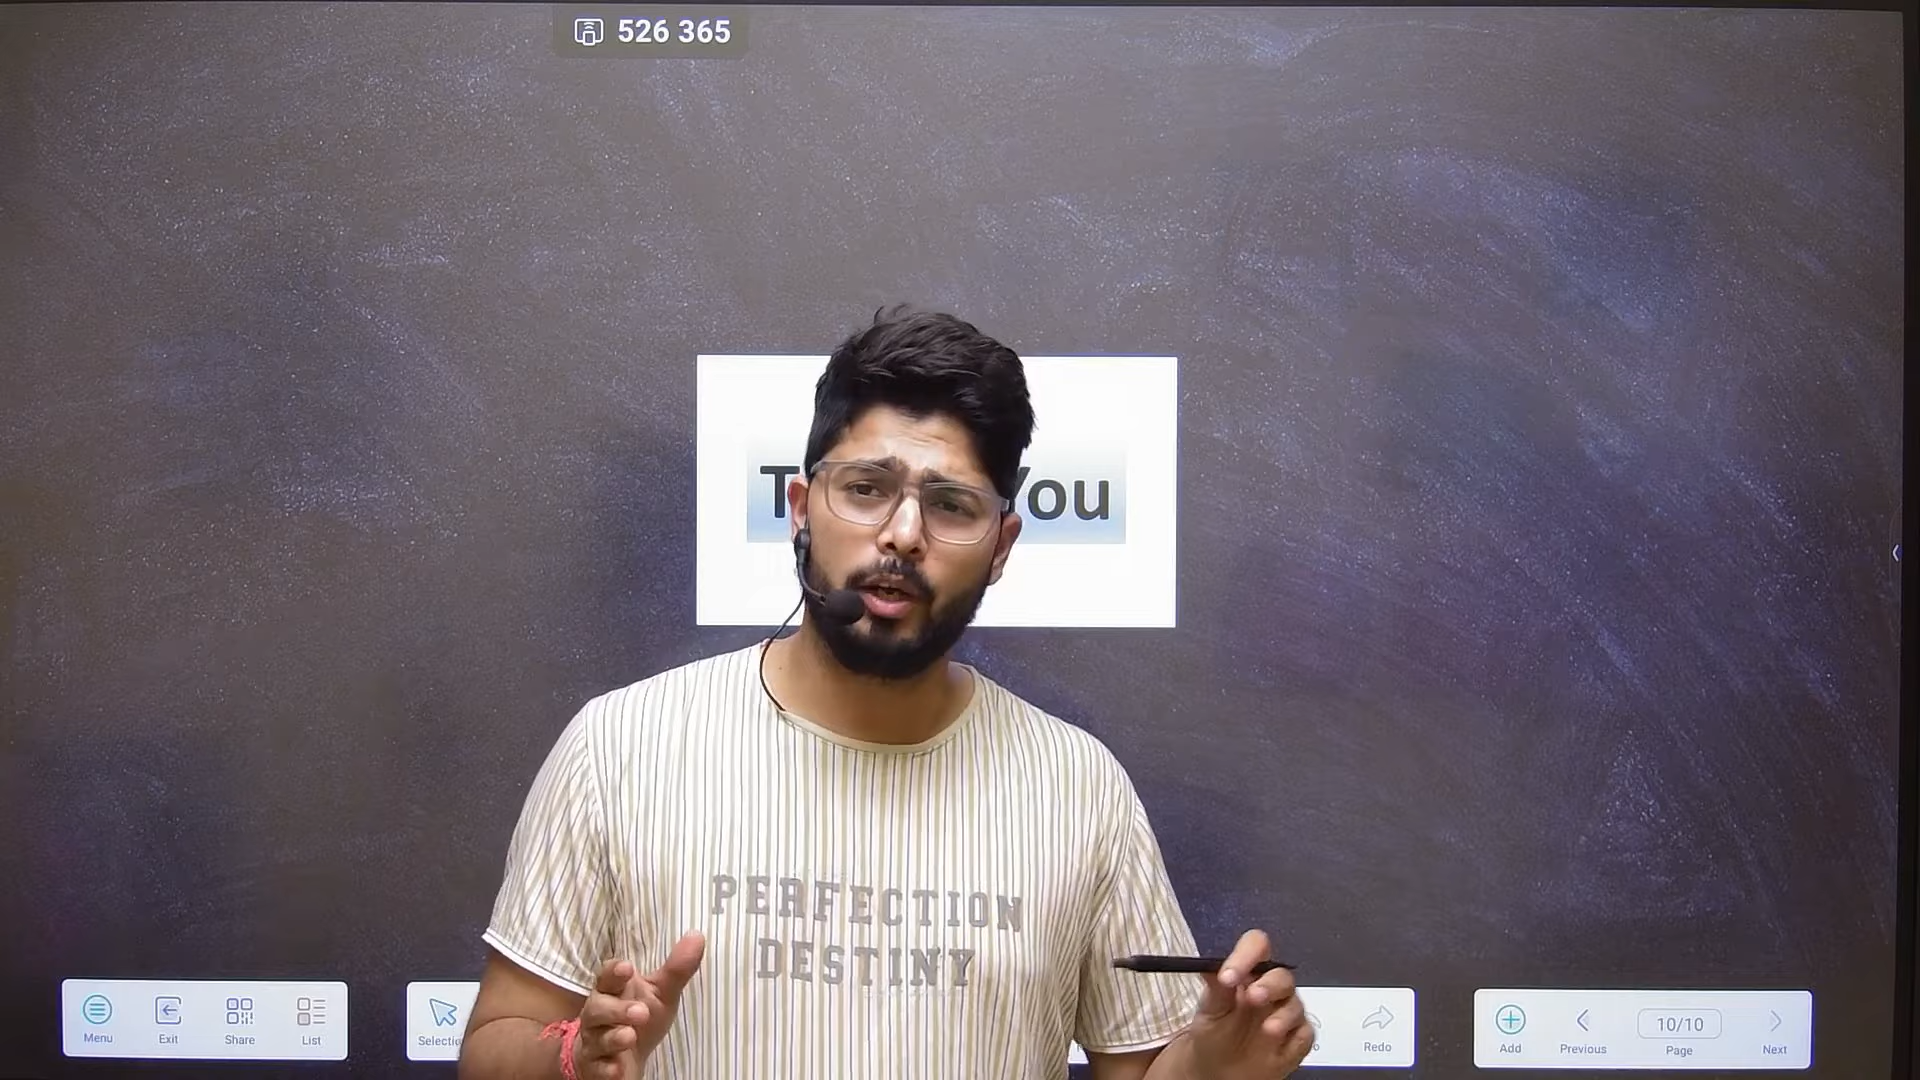 526 365
You
PERFECTION
DESTINY
Menu
Exit
Share
List
Redo
Add
Previous
10/10
Page
Next